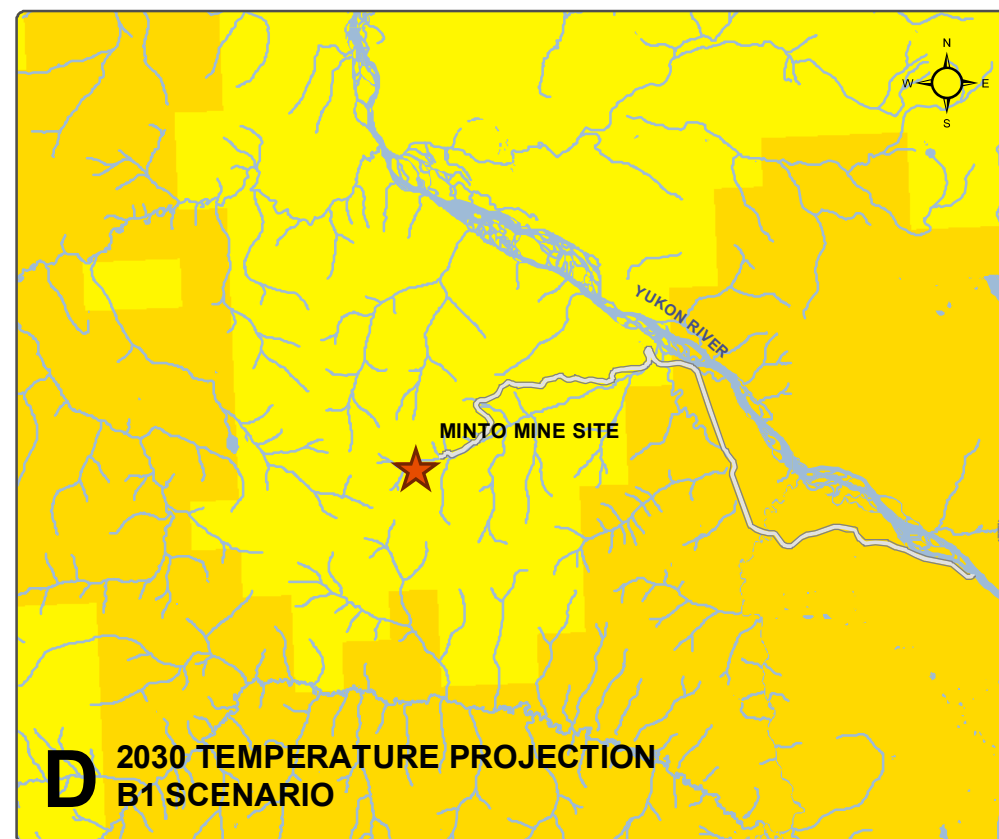 N
W E
S
YUKON RIVER
MINTO MINE SITE
D
2030 TEMPERATURE PROJECTION
B1 SCENARIO